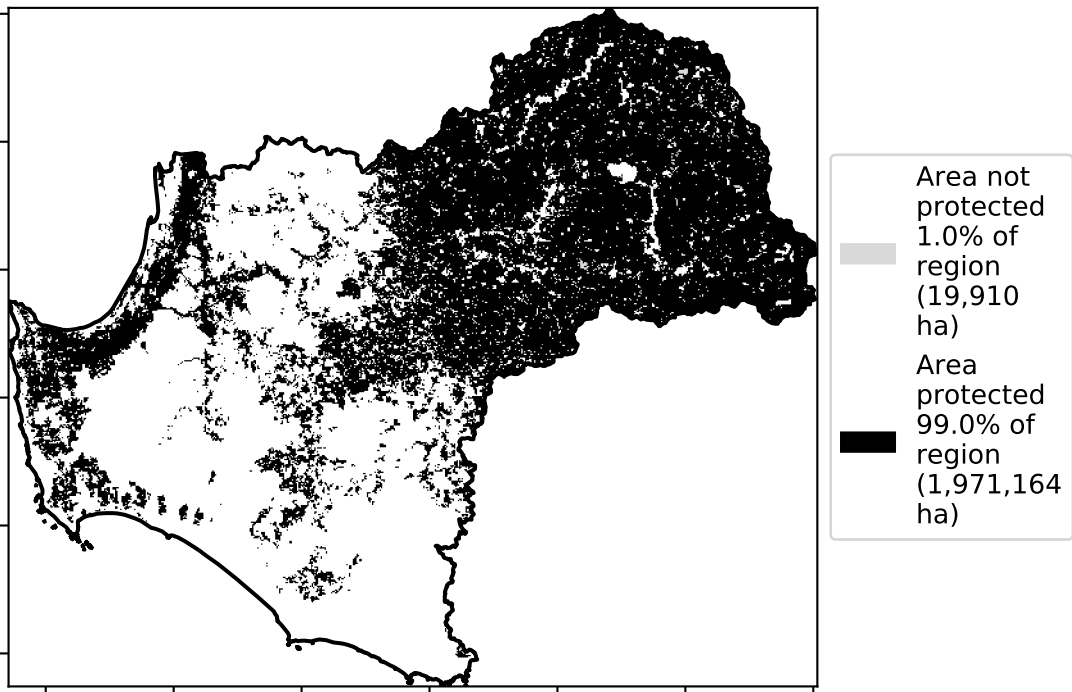 Area not
protected
1.0% of
region
(19,910
ha)
Area
protected
99.0% of
region
(1,971,164
ha)